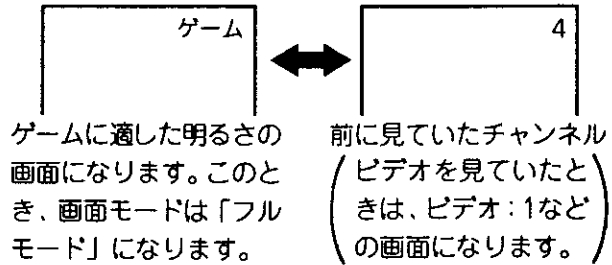 ゲーム
4
ゲームに適した明るさの
画面になります。このと
き、画面モードは「フル
モード」になります。
前に見ていたチャンネル
(ビデオを見ていたと
きは、ビデオ:1など
の画面になります。)